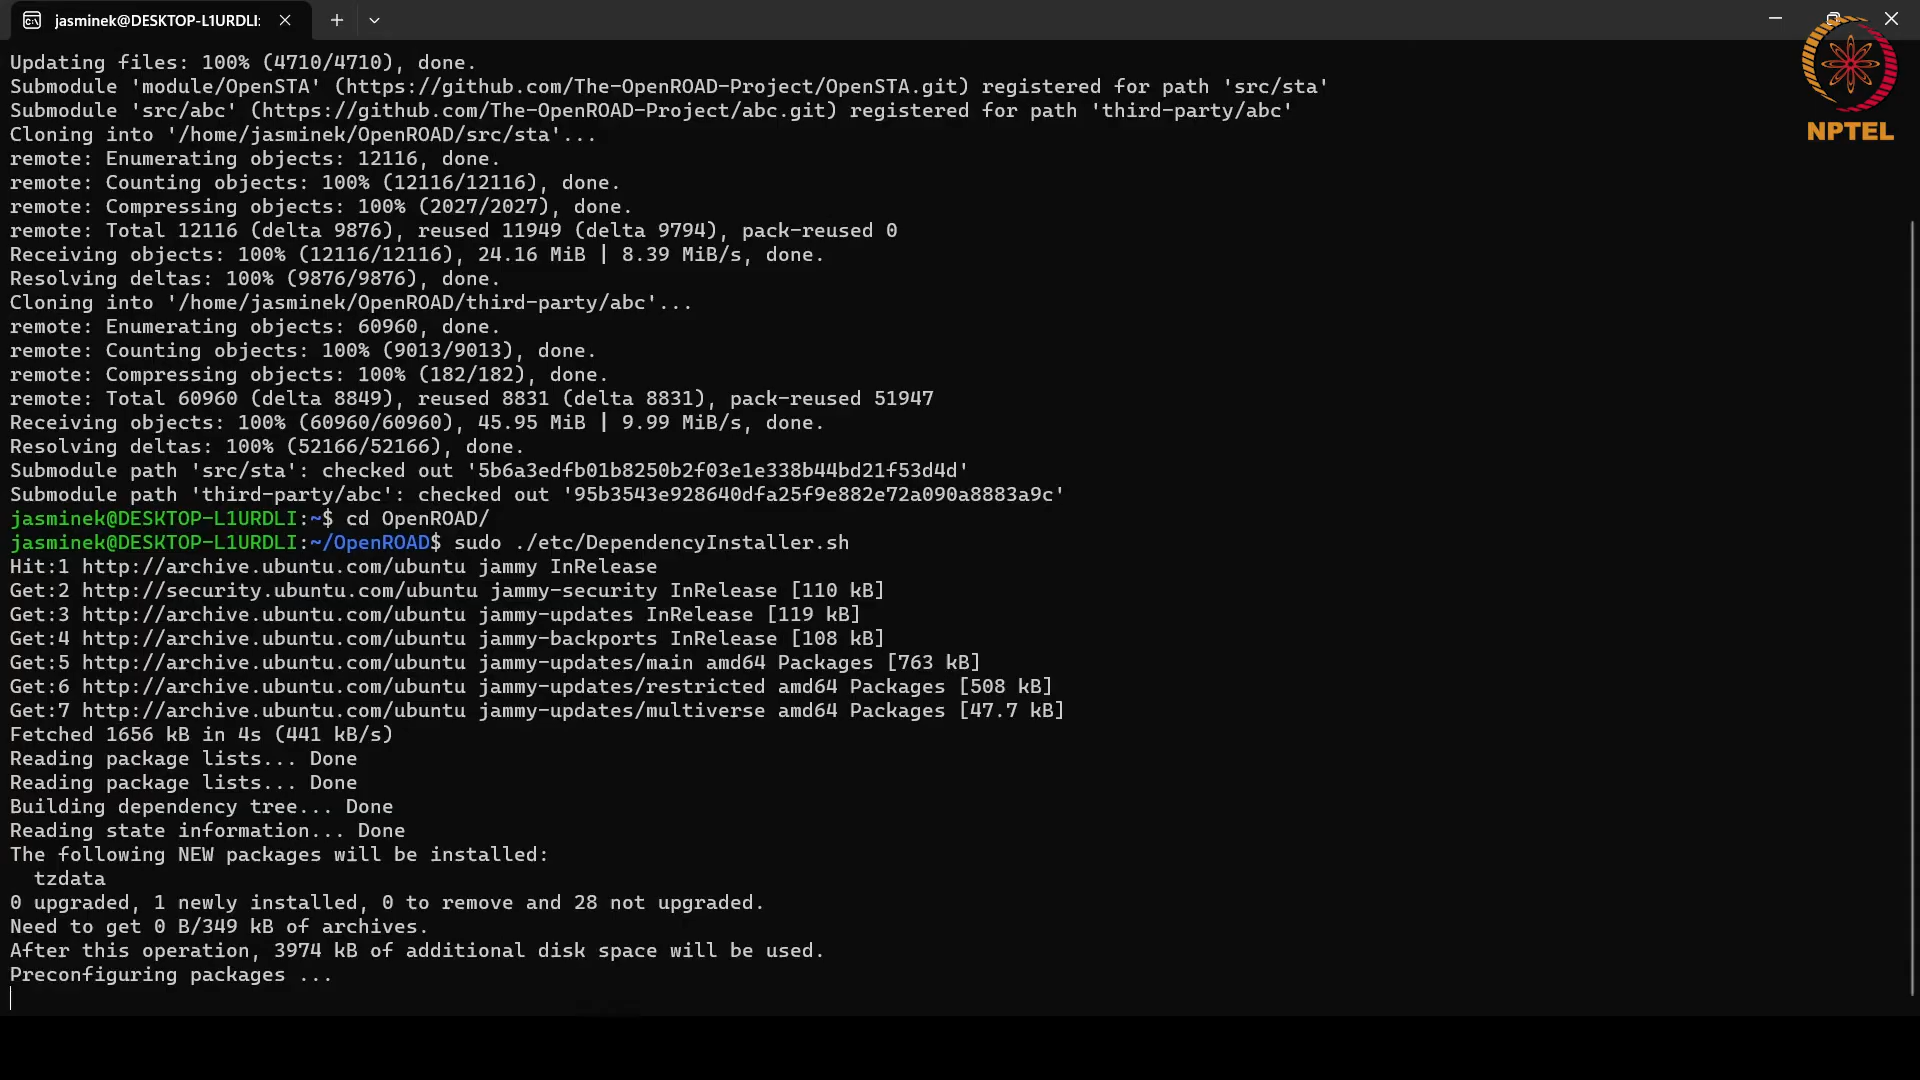 jasminek@DESKTOP-L1URDLI:
Updating files: 100% (4710/4710), done.
Submodule 'module/OpenSTA' (https://github.com/The-OpenROAD-Project/OpenSTA.git) registered for path 'src/sta'
Submodule 'src/abc' (https://github.com/The-OpenROAD-Project/abc.git) registered for path 'third-party/abc'
Cloning into '/home/jasminek/OpenROAD/src/sta'...
remote: Enumerating objects: 12116, done.
remote: Counting objects: 100% (12116/12116), done.
remote: Compressing objects: 100% (2027/2027), done.
remote: Total 12116 (delta 9876), reused 11949 (delta 9794), pack-reused 0
Receiving objects: 100% (12116/12116), 24.16 MiB | 8.39 MiB/s, done.
Resolving deltas: 100% (9876/9876), done.
Cloning into '/home/jasminek/OpenROAD/third-party/abc'...
remote: Enumerating objects: 60960, done.
remote: Counting objects: 100% (9013/9013), done.
remote: Compressing objects: 100% (182/182), done.
remote: Total 60960 (delta 8849), reused 8831 (delta 8831), pack-reused 51947
Receiving objects: 100% (60960/60960), 45.95 MiB | 9.99 MiB/s, done.
Resolving deltas: 100% (52166/52166), done.
Submodule path 'src/sta': checked out '5b6a3edfb01b8250b2f03e1e338b44bd21f53d4d'
Submodule path 'third-party/abc': checked out '95b3543e928640dfa25f9e882e72a090a8883a9c'
jasminek@DESKTOP-L1URDLI:~$ cd OpenROAD/
jasminek@DESKTOP-L1URDLI:~/OpenROAD$ sudo ./etc/DependencyInstaller.sh
Hit:1 http://archive.ubuntu.com/ubuntu jammy InRelease
Get:2 http://security.ubuntu.com/ubuntu jammy-security InRelease [110 kB]
Get:3 http://archive.ubuntu.com/ubuntu jammy-updates InRelease [119 kB]
Get:4 http://archive.ubuntu.com/ubuntu jammy-backports InRelease [108 kB]
Get:5 http://archive.ubuntu.com/ubuntu jammy-updates/main amd64 Packages [763 kB]
Get:6 http://archive.ubuntu.com/ubuntu jammy-updates/restricted amd64 Packages [508 kB]
Get:7 http://archive.ubuntu.com/ubuntu jammy-updates/multiverse amd64 Packages [47.7 kB]
Fetched 1656 kB in 4s (441 kB/s)
Reading package lists... Done
Reading package lists... Done
Building dependency tree... Done
Reading state information... Done
The following NEW packages will be installed:
  tzdata
0 upgraded, 1 newly installed, 0 to remove and 28 not upgraded.
Need to get 0 B/349 kB of archives.
After this operation, 3974 kB of additional disk space will be used.
Preconfiguring packages ...
NPTEL